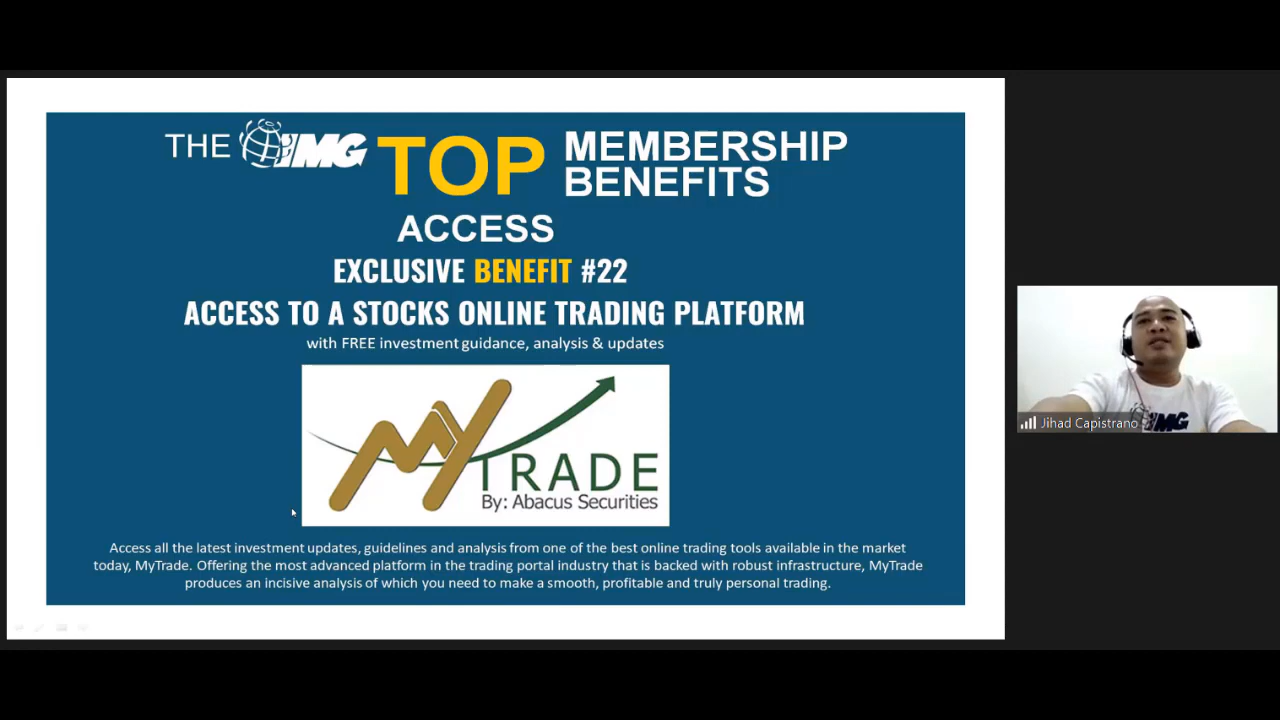 THE IMG TOP MEMBERSHIP
BENEFITS
ACCESS
EXCLUSIVE BENEFIT #22
ACCESS TO A STOCKS ONLINE TRADING PLATFORM
with FREE investment guidance, analysis & updates
MYTRADE
By: Abacus Securities
Access all the latest investment updates, guidelines and analysis from one of the best online trading tools available in the market
today, MyTrade. Offering the most advanced platform in the trading portal industry that is backed with robust infrastructure, MyTrade
produces an incisive analysis of which you need to make a smooth, profitable and truly personal trading.
IMG
Jihad Capistrano